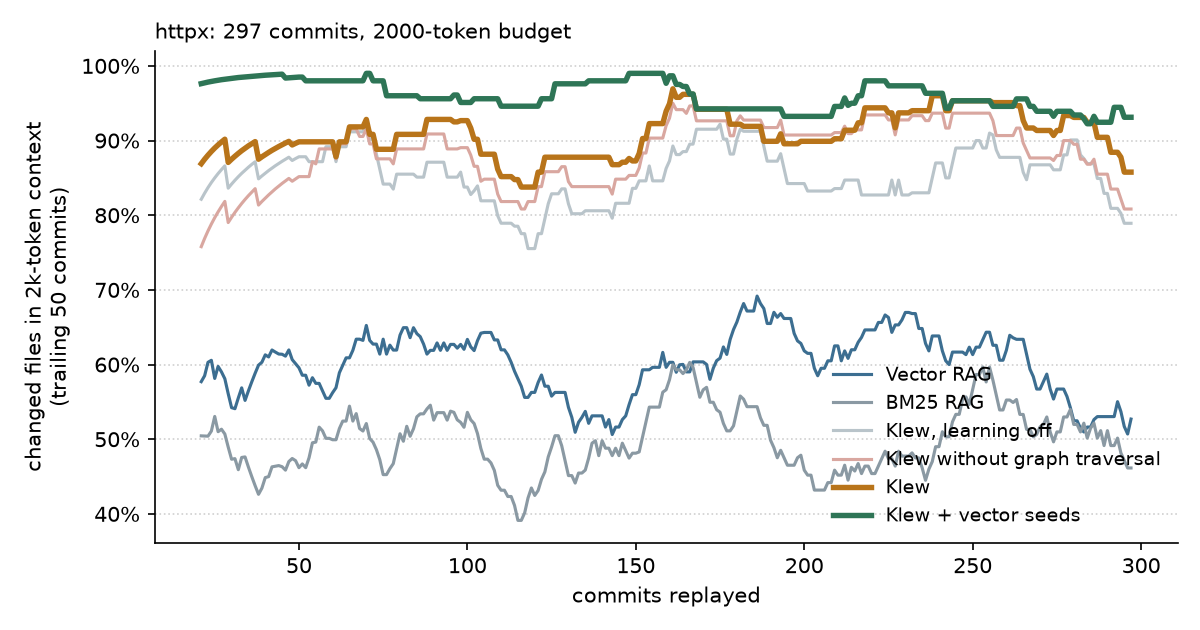 httpx: 297 commits, 2000-token budget
changed files in 2k-token context
(trailing 50 commits)
100%
90%
80%
70%
60%
50%
40%
Vector RAG
BM25 RAG
Klew, learning off
Klew without graph traversal
Klew
Klew + vector seeds
50
100
150
200
250
300
commits replayed